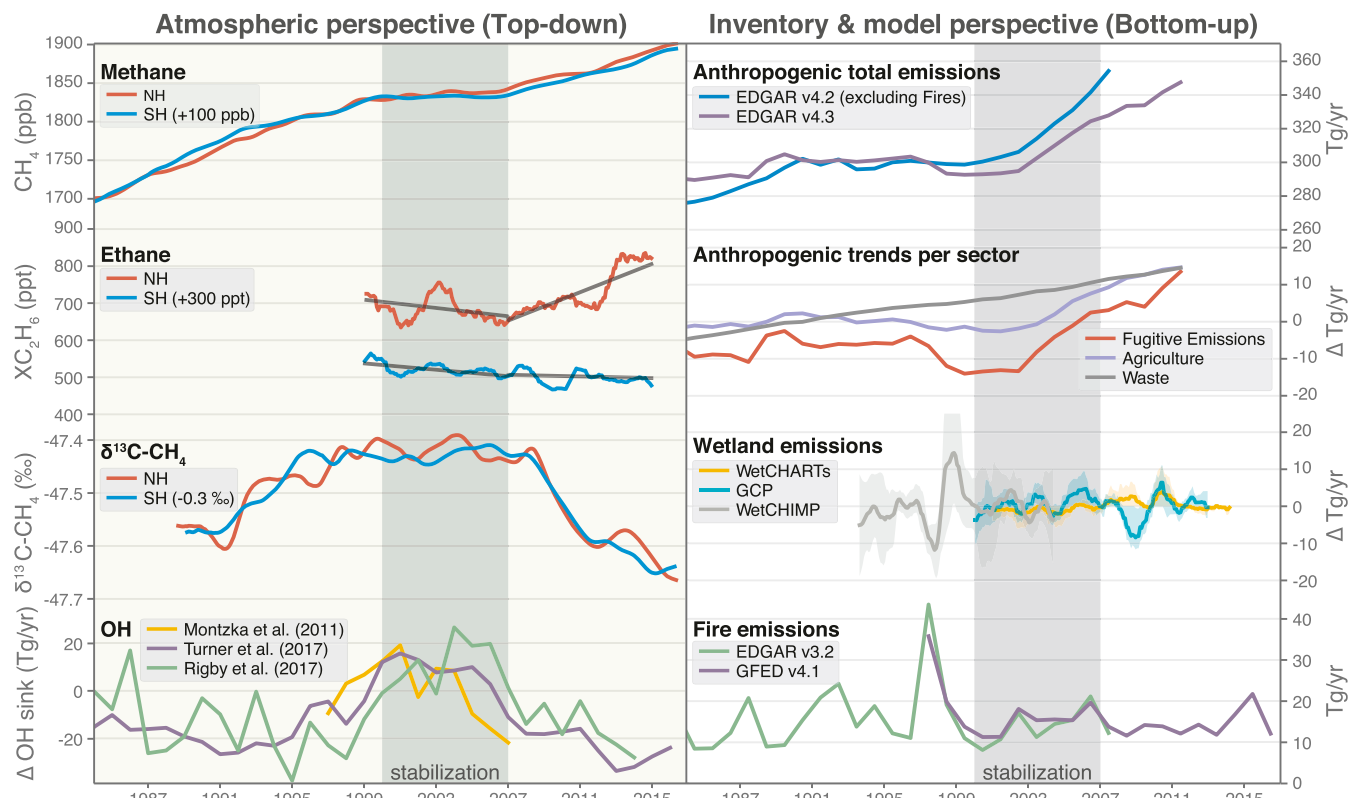 Atmospheric perspective (Top-down)
Inventory & model perspective (Bottom-up)
CH4 (ppb)
1900
1850
1800
1750
1700
Methane
NH
SH (+100 ppb)
Anthropogenic total emissions
EDGAR v4.2 (excluding Fires)
EDGAR v4.3
360
340
320
300
280
260
Tg/yr
XC2H6 (ppt)
900
800
700
600
500
400
Ethane
NH
SH (+300 ppt)
Anthropogenic trends per sector
Fugitive Emissions
Agriculture
Waste
20
10
0
-10
-20
Δ Tg/yr
δ13C-CH4 (‰)
-47.4
-47.5
-47.6
-47.7
δ13C-CH4
NH
SH (-0.3 ‰)
Wetland emissions
WetCHARTs
GCP
WetCHIMP
20
10
0
-10
-20
Δ Tg/yr
Δ OH sink (Tg/yr)
20
0
-20
OH
Montzka et al. (2011)
Turner et al. (2017)
Rigby et al. (2017)
stabilization
Fire emissions
EDGAR v3.2
GFED v4.1
stabilization
40
30
20
10
0
Tg/yr
1987 1991 1995 1999 2003 2007 2011 2015
1987 1991 1995 1999 2003 2007 2011 2015